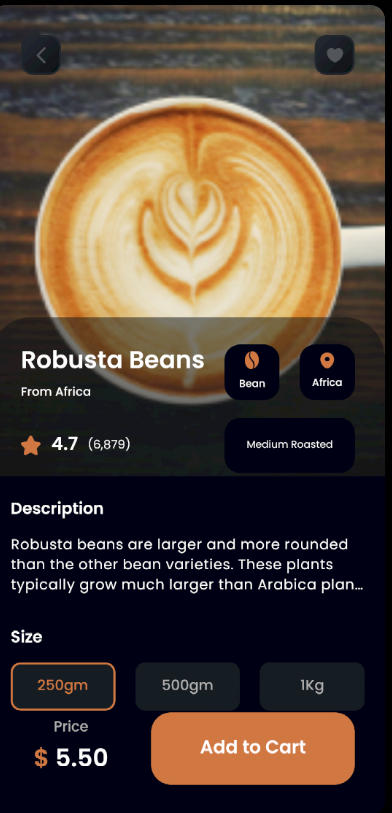 Robusta Beans
From Africa
Bean
Africa
4.7 (6,879)
Medium Roasted
Description
Robusta beans are larger and more rounded
than the other bean varieties. These plants
typically grow much larger than Arabica plan...
Size
250gm
500gm
1Kg
Price
$ 5.50
Add to Cart